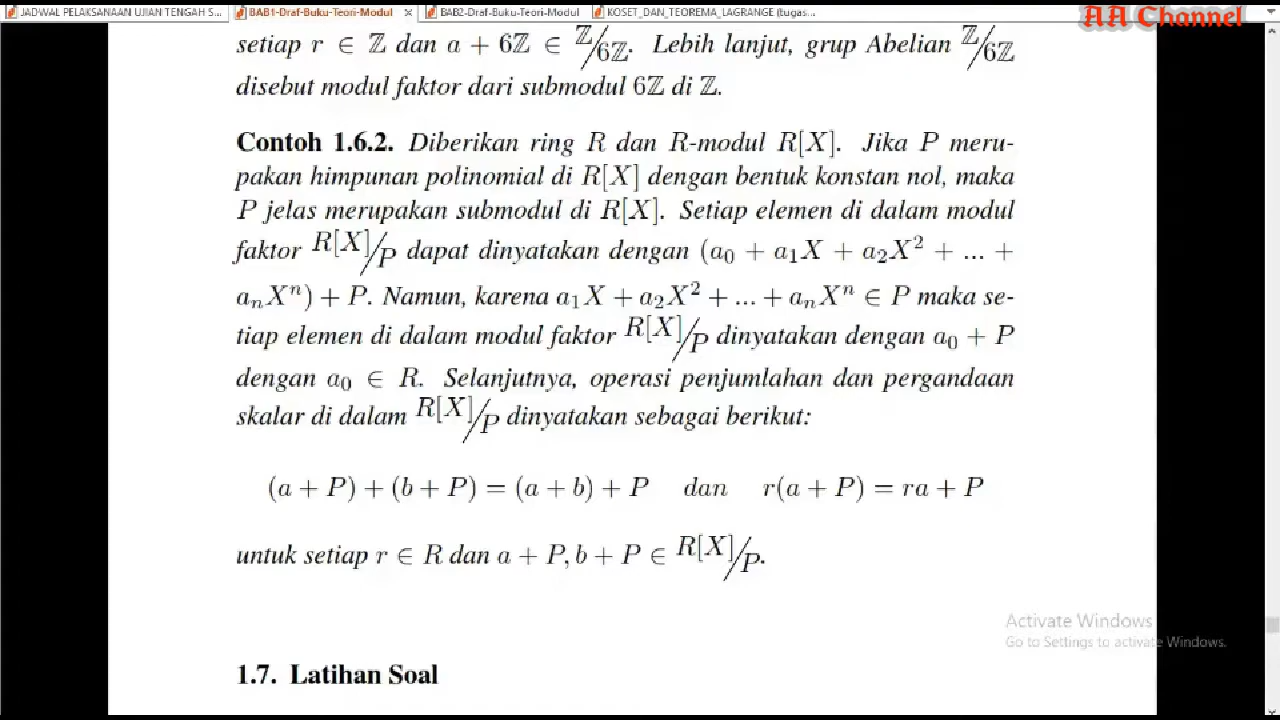 JADWAL PELAKSANAAN UJIAN TENGAH S... BAB1-Draf-Buku-Teori-Modul × BAB2-Draf-Buku-Teori-Modul KOSET_DAN_TEOREMA_LAGRANGE (tugas...
AA Channel
setiap r ∈ ℤ dan a + 6ℤ ∈ ℤ/6ℤ. Lebih lanjut, grup Abelian ℤ/6ℤ
disebut modul faktor dari submodul 6ℤ di ℤ.
Contoh 1.6.2. Diberikan ring R dan R-modul R[X]. Jika P meru-
pakan himpunan polinomial di R[X] dengan bentuk konstan nol, maka
P jelas merupakan submodul di R[X]. Setiap elemen di dalam modul
faktor R[X]/P dapat dinyatakan dengan (a₀ + a₁X + a₂X² + ... +
aₙXⁿ) + P. Namun, karena a₁X + a₂X² + ... + aₙXⁿ ∈ P maka se-
tiap elemen di dalam modul faktor R[X]/P dinyatakan dengan a₀ + P
dengan a₀ ∈ R. Selanjutnya, operasi penjumlahan dan pergandaan
skalar di dalam R[X]/P dinyatakan sebagai berikut:
(a + P) + (b + P) = (a + b) + P dan r(a + P) = ra + P
untuk setiap r ∈ R dan a + P, b + P ∈ R[X]/P.
Activate Windows
Go to Settings to activate Windows.
1.7. Latihan Soal